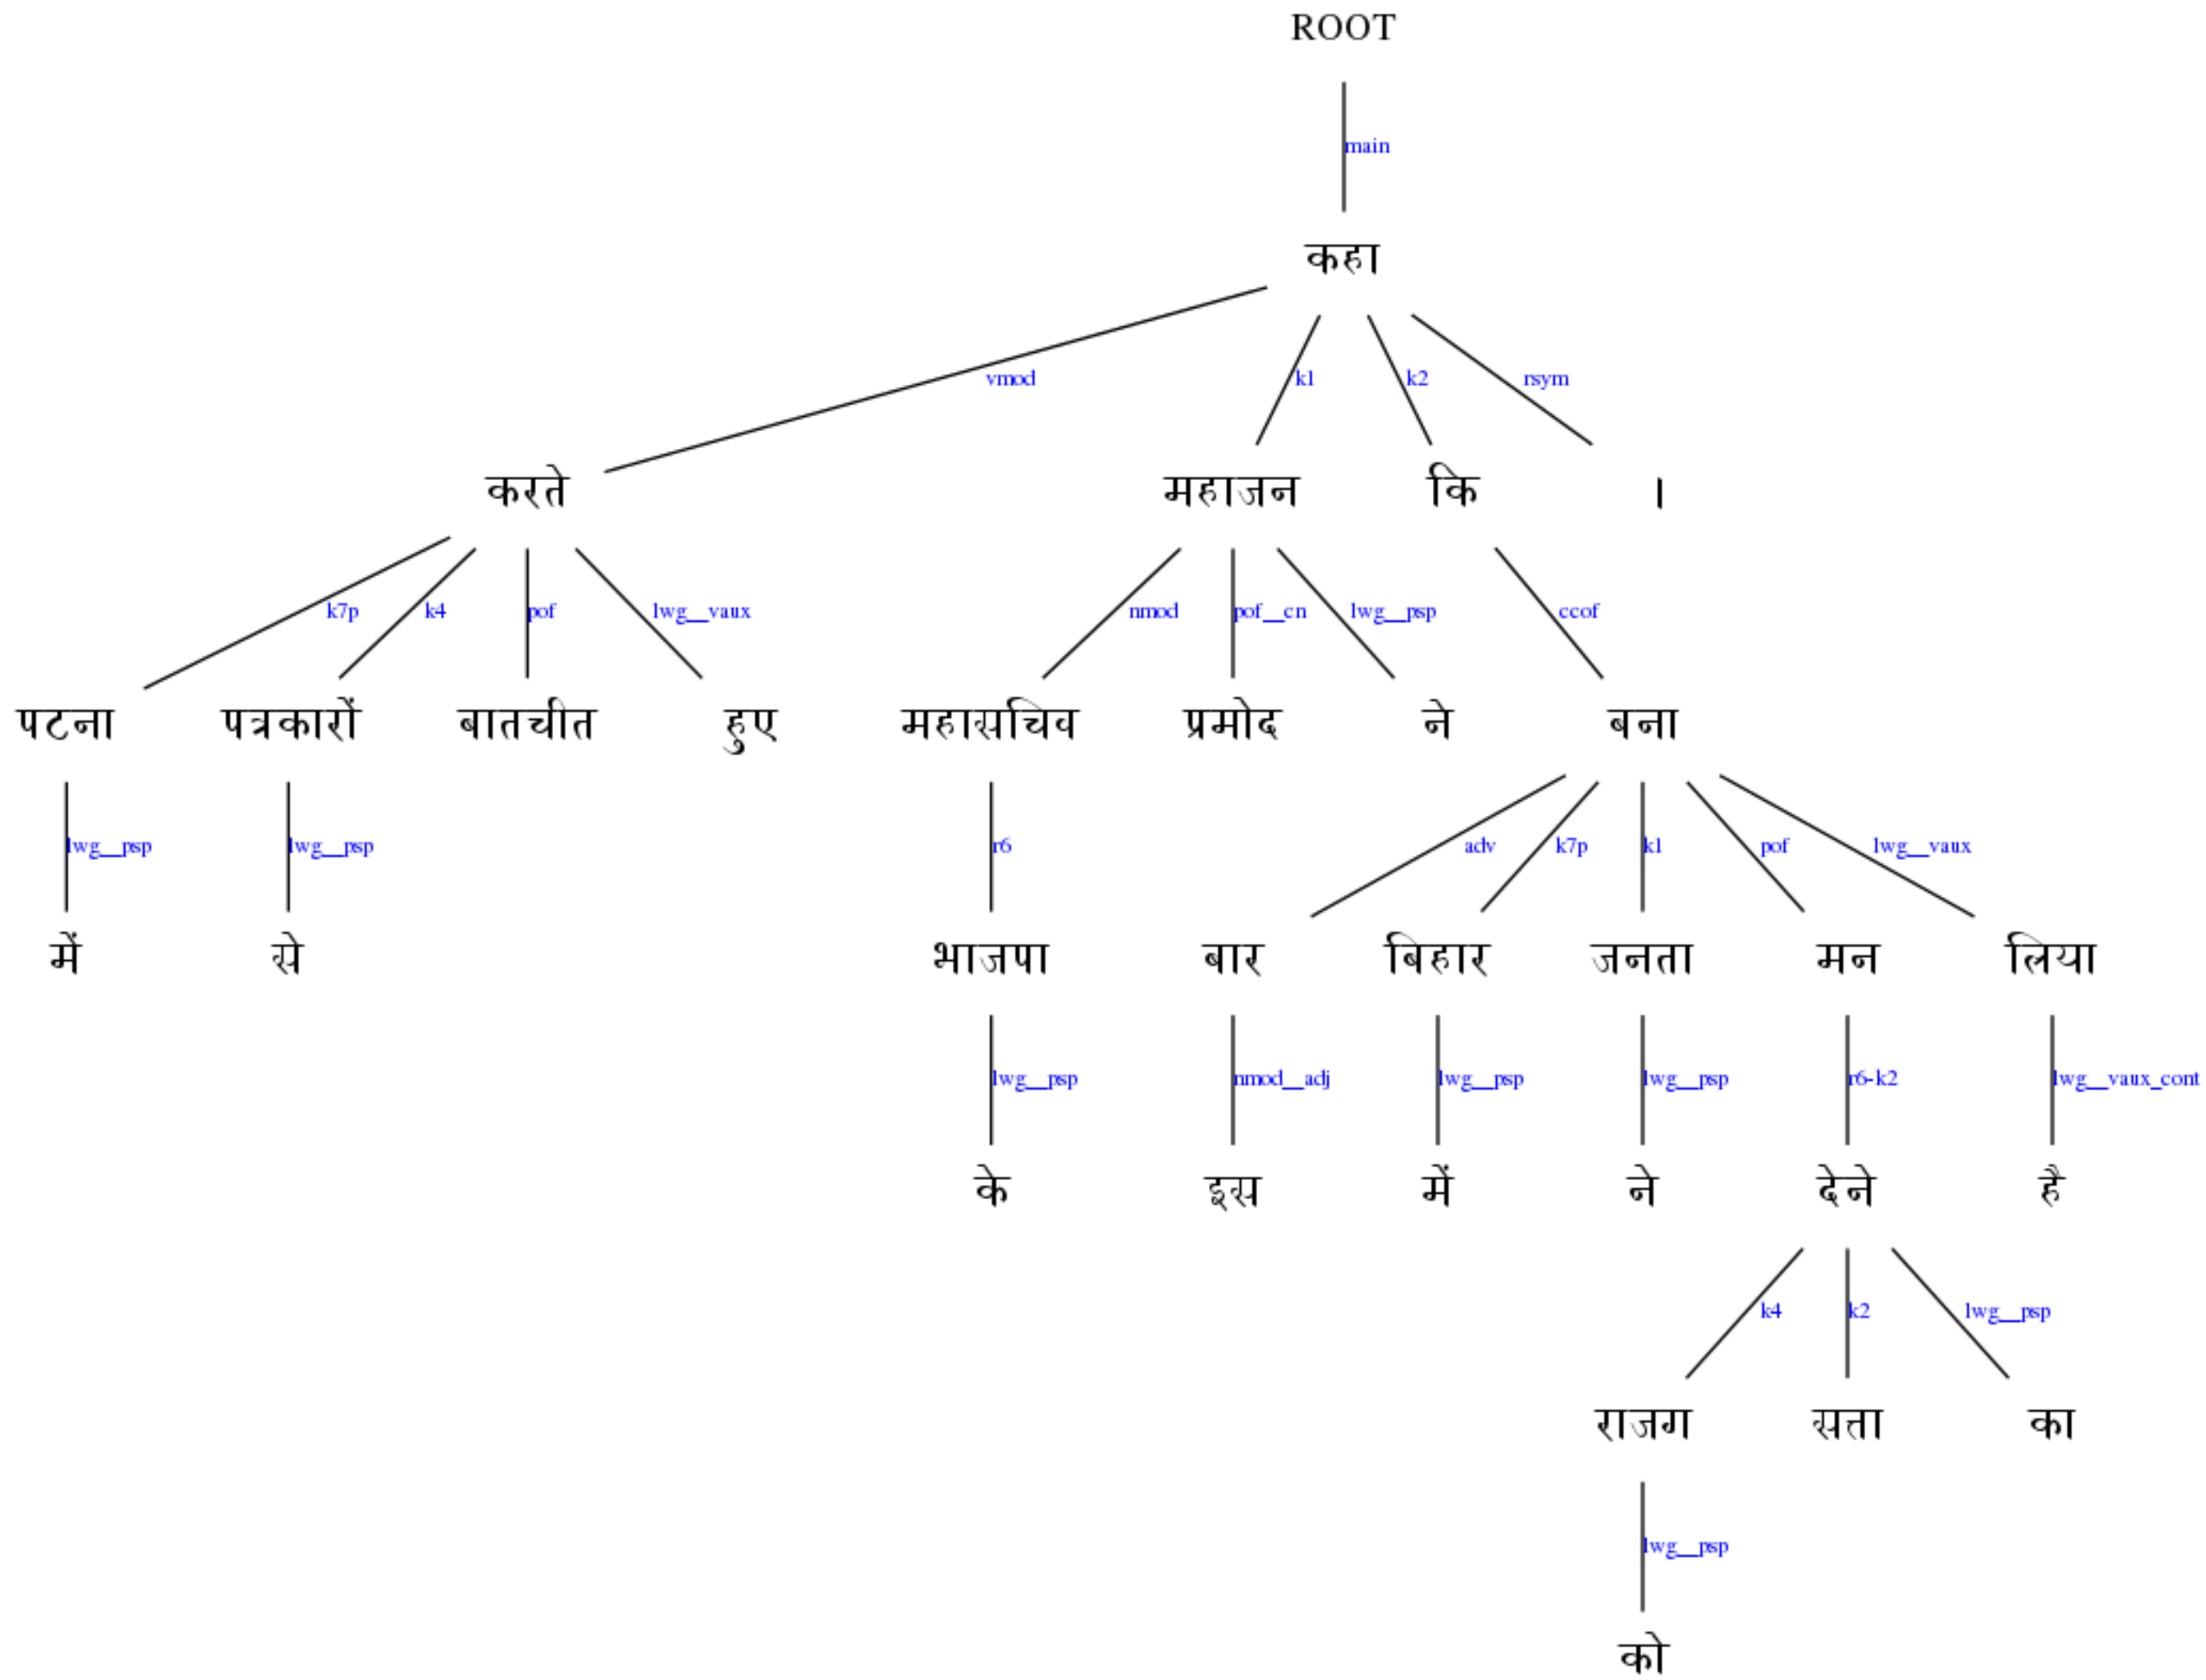 ROOT
main
कहा
vmod k1 k2 rsym
करते महाजन कि ।
k7p k4 pof lwg__vaux nmod pof__cn lwg__psp ccof
पटना पत्रकारों बातचीत हुए महासचिव प्रमोद ने बना
lwg__psp lwg__psp r6 adv k7p k1 pof lwg__vaux
में से भाजपा बार बिहार जनता मन लिया
lwg__psp nmod__adj lwg__psp lwg__psp r6-k2 lwg__vaux_cont
के इस में ने देने है
k4 k2 lwg__psp
राजग सत्ता का
lwg__psp
को